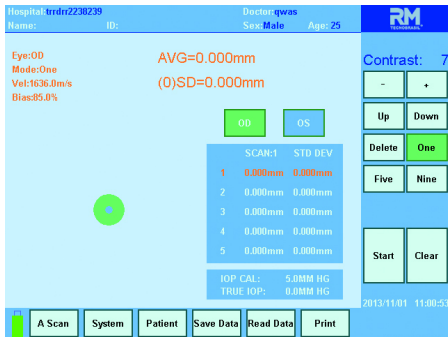 Hospital:trrdrr2238239 Doctor:qwas
Name: ID: Sex:Male Age: 25
RM
TECNOBRASIL
Eye:OD
Mode:One
Vel:1636.0m/s
Bias:85.0%
AVG=0.000mm
(0)SD=0.000mm
OD OS
SCAN:1 STD DEV
1 0.000mm 0.000mm
2 0.000mm 0.000mm
3 0.000mm 0.000mm
4 0.000mm 0.000mm
5 0.000mm 0.000mm
IOP CAL: 5.0MM HG
TRUE IOP: 0.0MM HG
Contrast: 7
- +
Up Down
Delete One
Five Nine
Start Clear
2013/11/01 11:00:53
A Scan System Patient Save Data Read Data Print